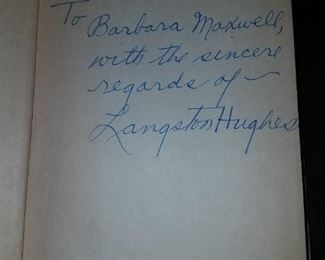 To
Barbara Maxwell,
with the sincere
regards of —
Langston Hughes